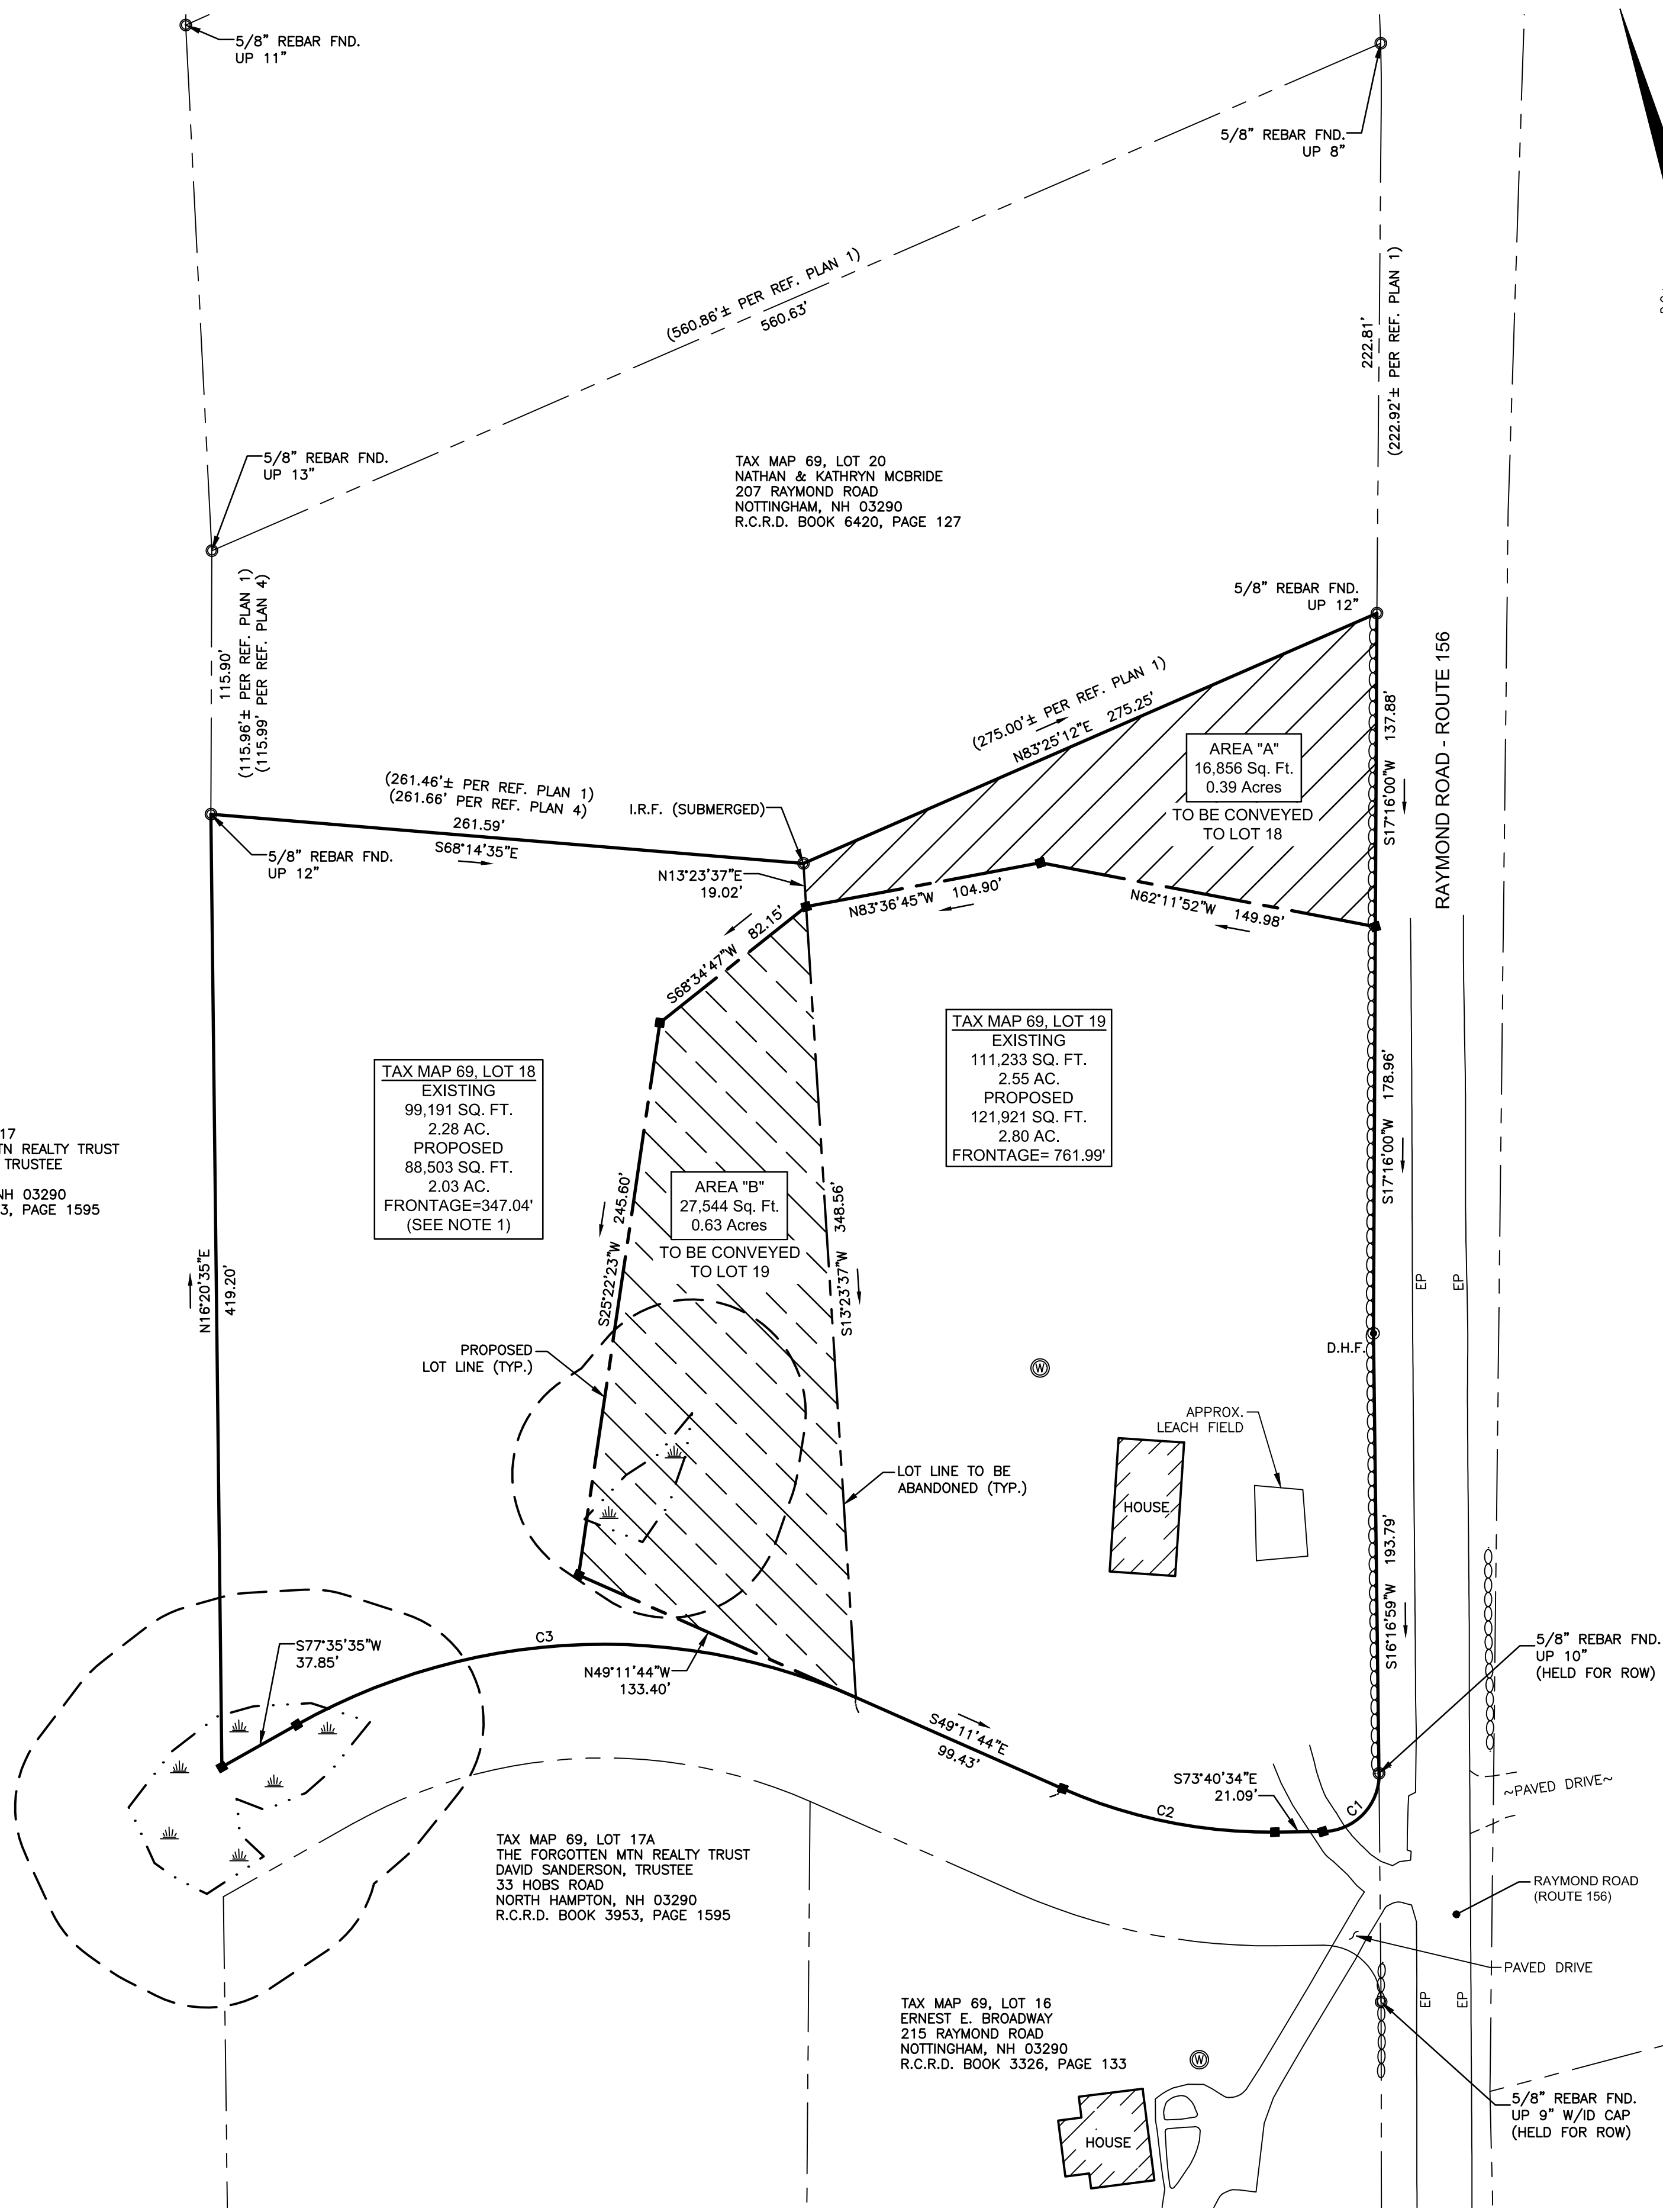 5/8" REBAR FND.
UP 11"
5/8" REBAR FND.
UP 8"
(560.86'± PER REF. PLAN 1)
560.63'
222.81'
(222.92'± PER REF. PLAN 1)
5/8" REBAR FND.
UP 13"
TAX MAP 69, LOT 20
NATHAN & KATHRYN MCBRIDE
207 RAYMOND ROAD
NOTTINGHAM, NH 03290
R.C.R.D. BOOK 6420, PAGE 127
115.90'
(115.96'± PER REF. PLAN 1)
(115.99' PER REF. PLAN 4)
5/8" REBAR FND.
UP 12"
RAYMOND ROAD - ROUTE 156
(275.00'± PER REF. PLAN 1)
N83°25'12"E 275.25'
AREA "A"
16,856 Sq. Ft.
0.39 Acres
TO BE CONVEYED
TO LOT 18
S17°16'00"W 137.88'
(261.46'± PER REF. PLAN 1)
(261.66' PER REF. PLAN 4)
261.59'
S68°14'35"E
I.R.F. (SUBMERGED)
5/8" REBAR FND.
UP 12"
N13°23'37"E
19.02'
N83°36'45"W 104.90'
N62°11'52"W 149.98'
S68°34'47"W 82.15'
TAX MAP 69, LOT 18
EXISTING
99,191 SQ. FT.
2.28 AC.
PROPOSED
88,503 SQ. FT.
2.03 AC.
FRONTAGE=347.04'
(SEE NOTE 1)
TAX MAP 69, LOT 19
EXISTING
111,233 SQ. FT.
2.55 AC.
PROPOSED
121,921 SQ. FT.
2.80 AC.
FRONTAGE= 761.99'
S17°16'00"W 178.96'
17
TN REALTY TRUST
TRUSTEE
NH 03290
3, PAGE 1595
AREA "B"
27,544 Sq. Ft.
0.63 Acres
TO BE CONVEYED
TO LOT 19
S25°22'23"W 245.60'
S13°23'37"W 348.56'
N16°20'35"E
419.20'
EP
EP
PROPOSED
LOT LINE (TYP.)
W
D.H.F.
APPROX.
LEACH FIELD
LOT LINE TO BE
ABANDONED (TYP.)
HOUSE
S16°16'59"W 193.79'
S77°35'35"W
37.85'
C3
N49°11'44"W
133.40'
5/8" REBAR FND.
UP 10"
(HELD FOR ROW)
S49°11'44"E
99.43'
S73°40'34"E
21.09'
C2
C1
~PAVED DRIVE~
TAX MAP 69, LOT 17A
THE FORGOTTEN MTN REALTY TRUST
DAVID SANDERSON, TRUSTEE
33 HOBS ROAD
NORTH HAMPTON, NH 03290
R.C.R.D. BOOK 3953, PAGE 1595
RAYMOND ROAD
(ROUTE 156)
PAVED DRIVE
EP
EP
TAX MAP 69, LOT 16
ERNEST E. BROADWAY
215 RAYMOND ROAD
NOTTINGHAM, NH 03290
R.C.R.D. BOOK 3326, PAGE 133
W
HOUSE
5/8" REBAR FND.
UP 9" W/ID CAP
(HELD FOR ROW)